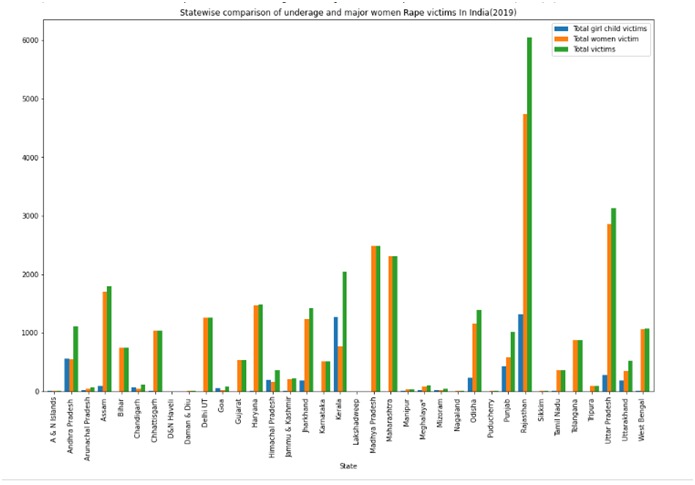 Statewise comparison of underage and major women Rape victims In India(2019)
Total girl child victims
Total women victim
Total victims
6000
5000
4000
3000
2000
1000
0
A & N Islands
Andhra Pradesh
Arunachal Pradesh
Assam
Bihar
Chandigarh
Chhattisgarh
D&N Haveli
Daman & Diu
Delhi UT
Goa
Gujarat
Haryana
Himachal Pradesh
Jammu & Kashmir
Jharkhand
Karnataka
Kerala
Lakshadweep
Madhya Pradesh
Maharashtra
Manipur
Meghalaya*
Mizoram
Nagaland
Odisha
Puducherry
Punjab
Rajasthan
Sikkim
Tamil Nadu
Telangana
Tripura
Uttar Pradesh
Uttarakhand
West Bengal
State